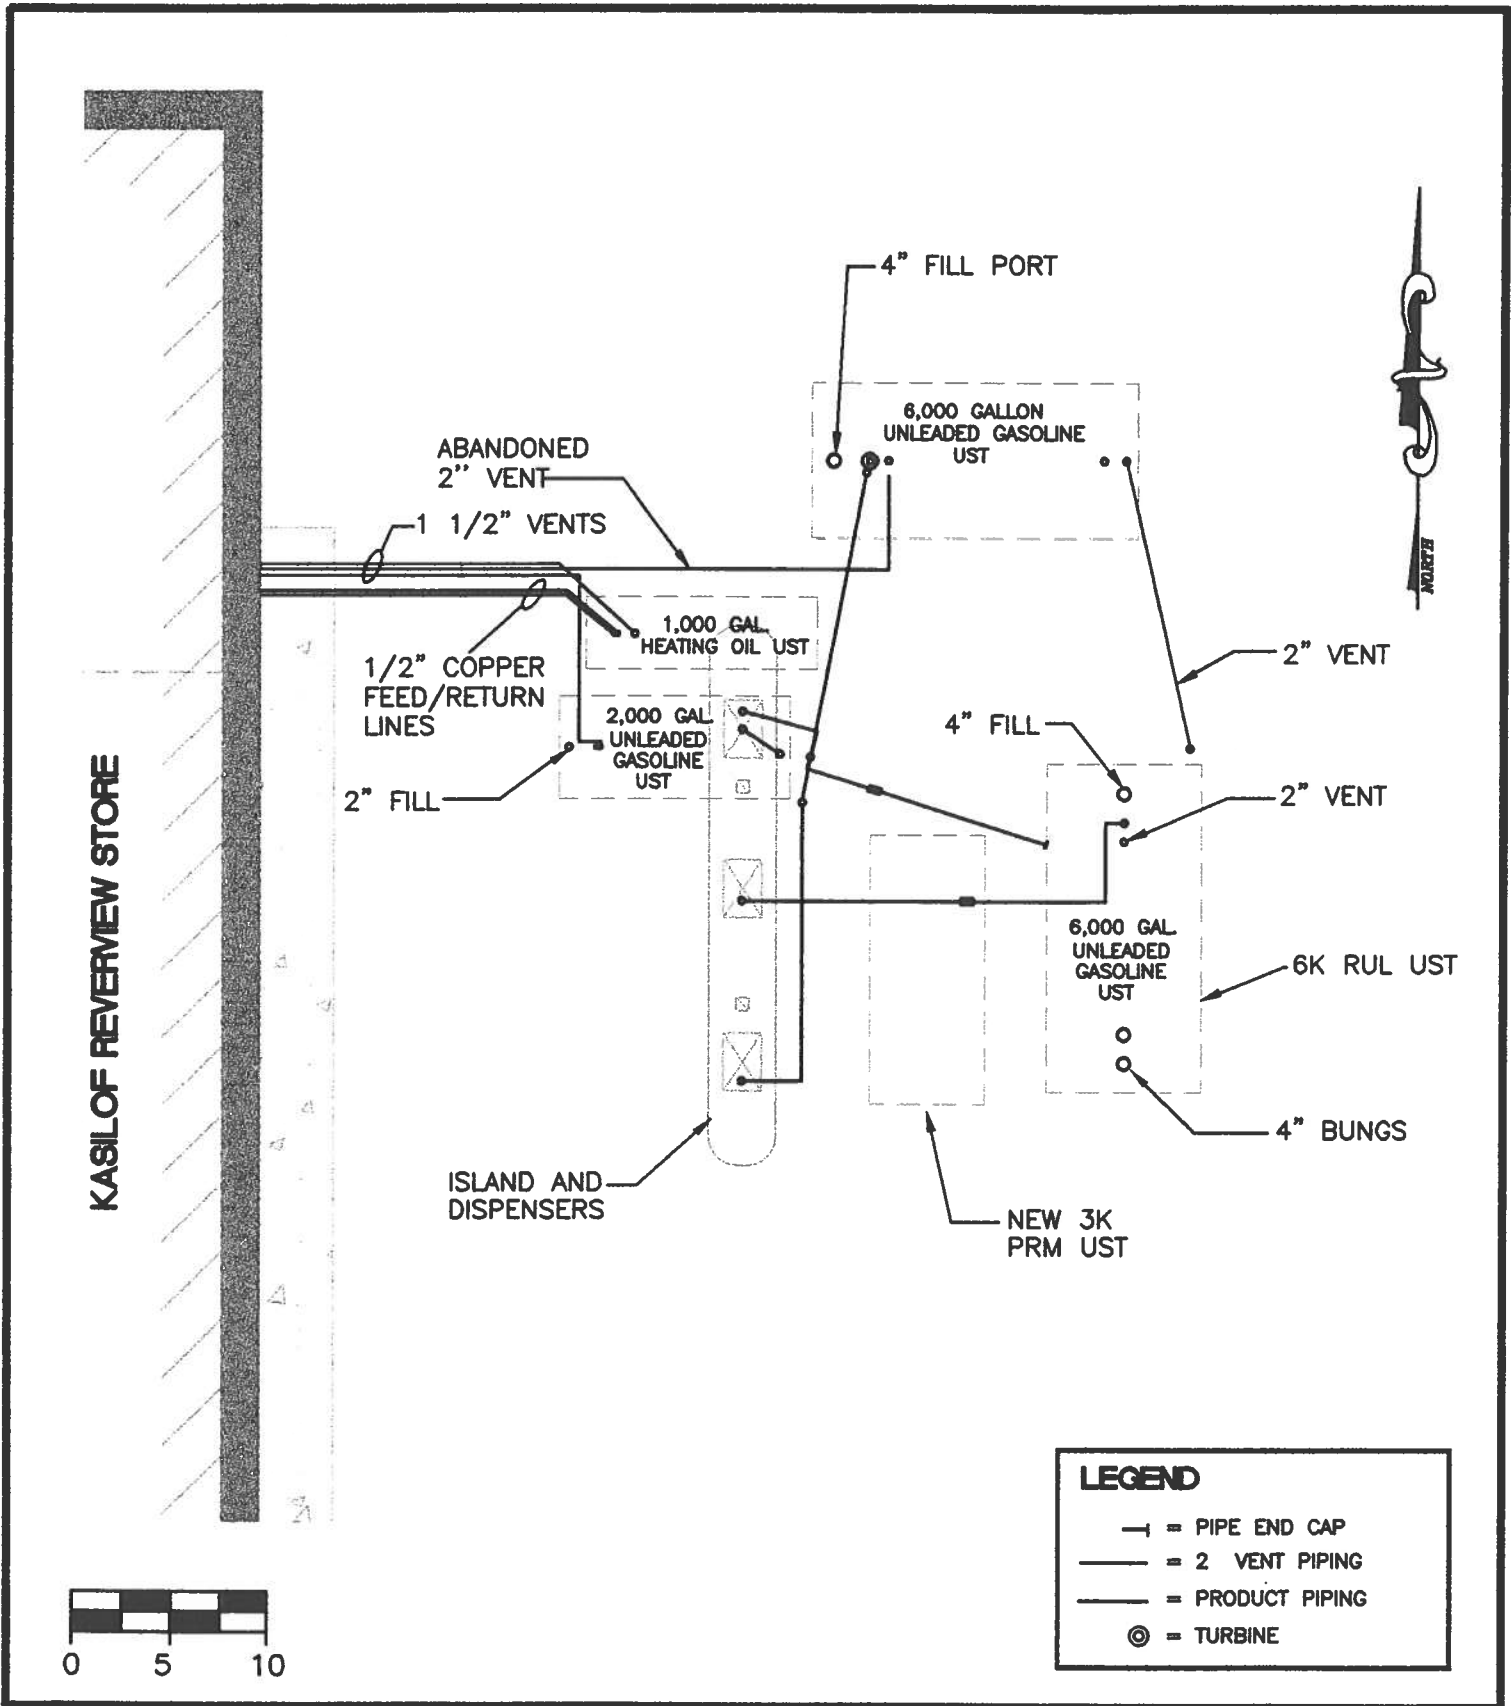 4" FILL PORT
6,000 GALLON
UNLEADED GASOLINE
UST
ABANDONED
2" VENT
1 1/2" VENTS
NORTH
1,000 GAL.
HEATING OIL UST
1/2" COPPER
FEED/RETURN
LINES
2" VENT
2,000 GAL.
UNLEADED
GASOLINE
UST
4" FILL
2" FILL
2" VENT
KASILOF REVERVIEW STORE
6,000 GAL.
UNLEADED
GASOLINE
UST
6K RUL UST
4" BUNGS
ISLAND AND
DISPENSERS
NEW 3K
PRM UST
LEGEND
= PIPE END CAP
= 2 VENT PIPING
= PRODUCT PIPING
= TURBINE
0 5 10